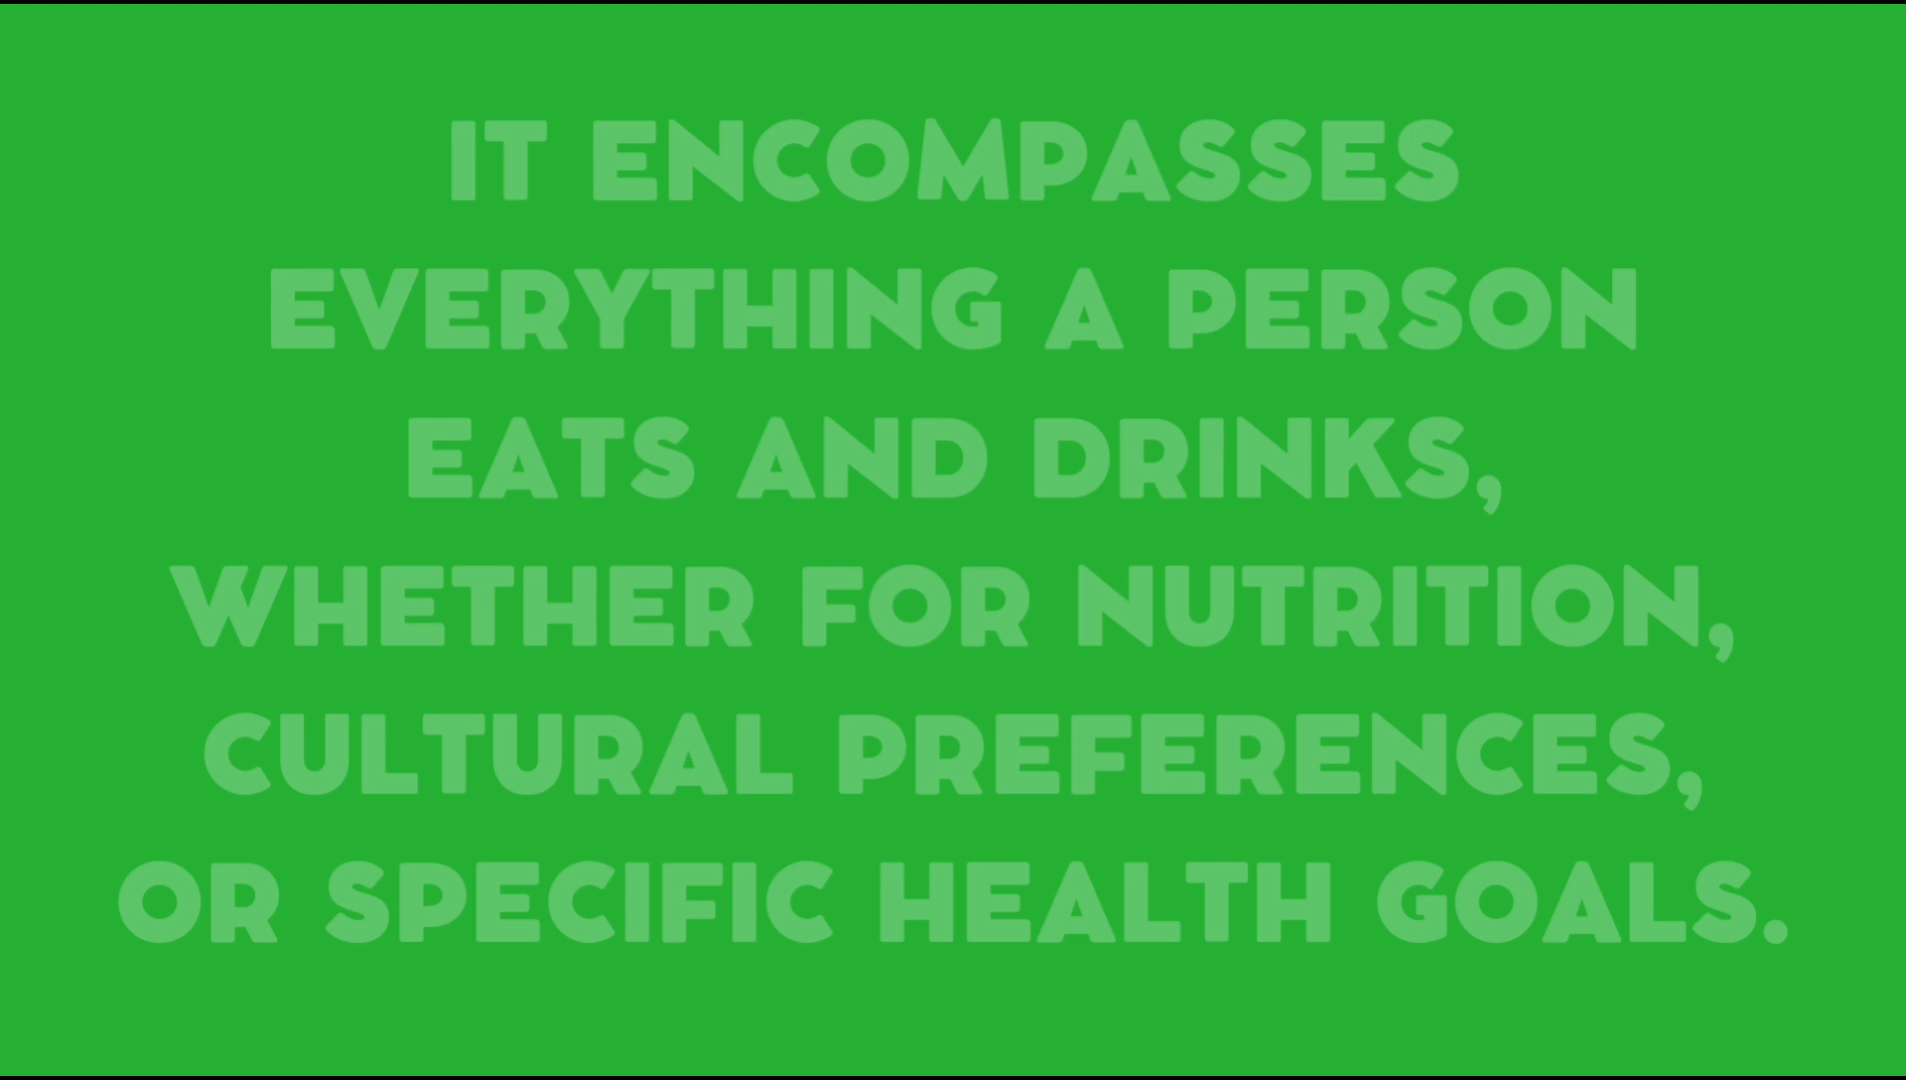 IT ENCOMPASSES
EVERYTHING A PERSON
EATS AND DRINKS,
WHETHER FOR NUTRITION,
CULTURAL PREFERENCES,
OR SPECIFIC HEALTH GOALS.